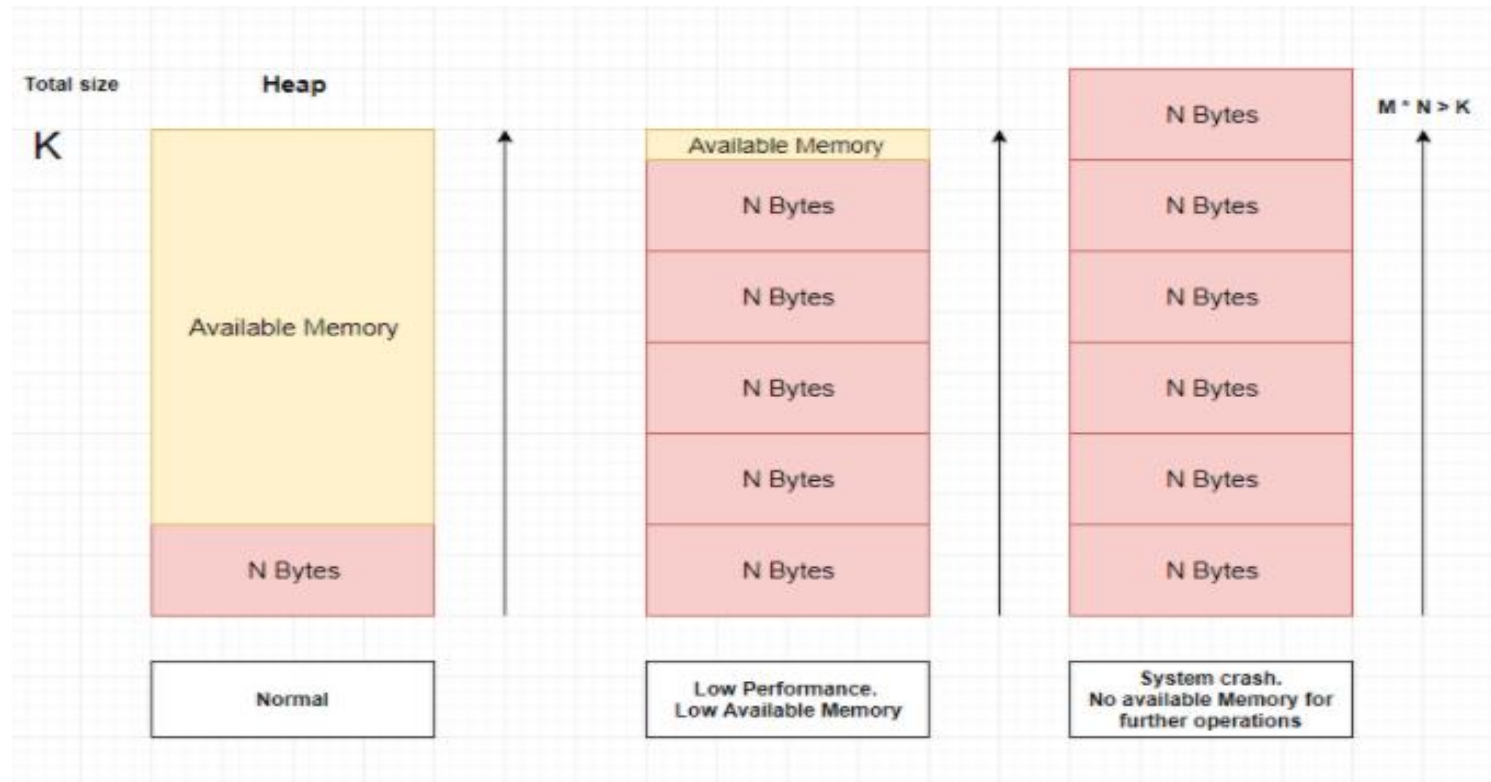 Total size
Heap
K
Available Memory
N Bytes
Normal
Available Memory
N Bytes
N Bytes
N Bytes
N Bytes
N Bytes
Low Performance.
Low Available Memory
M * N > K
N Bytes
N Bytes
N Bytes
N Bytes
N Bytes
N Bytes
System crash.
No available Memory for
further operations